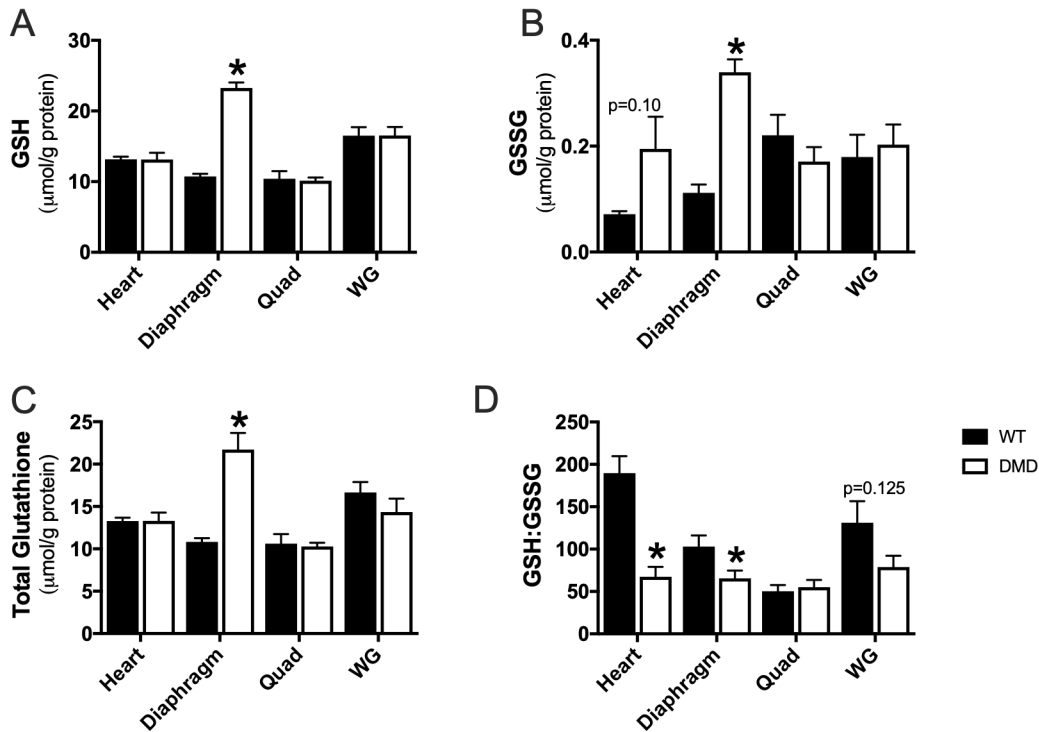 A
GSH
(μmol/g protein)
30
20
10
0
*
Heart
Diaphragm
Quad
WG
B
GSSG
(μmol/g protein)
0.4
0.2
0.0
p=0.10
*
Heart
Diaphragm
Quad
WG
C
Total Glutathione
(μmol/g protein)
25
20
15
10
5
0
*
Heart
Diaphragm
Quad
WG
D
GSH:GSSG
250
200
150
100
50
0
*
*
p=0.125
Heart
Diaphragm
Quad
WG
WT
DMD